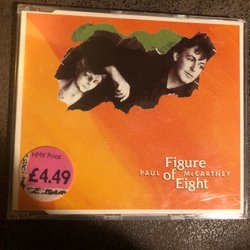 HMV Price
£4.49
Figure
PAUL of McCARTNEY
Eight